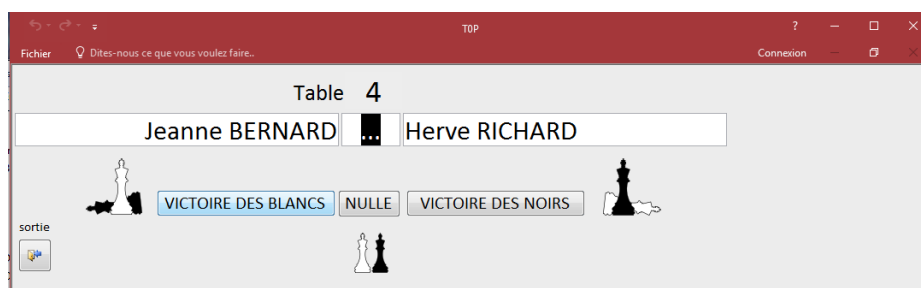 TOP ?
Fichier Dites-nous ce que vous voulez faire.. Connexion
Table 4
Jeanne BERNARD ... Herve RICHARD
VICTOIRE DES BLANCS NULLE VICTOIRE DES NOIRS
sortie